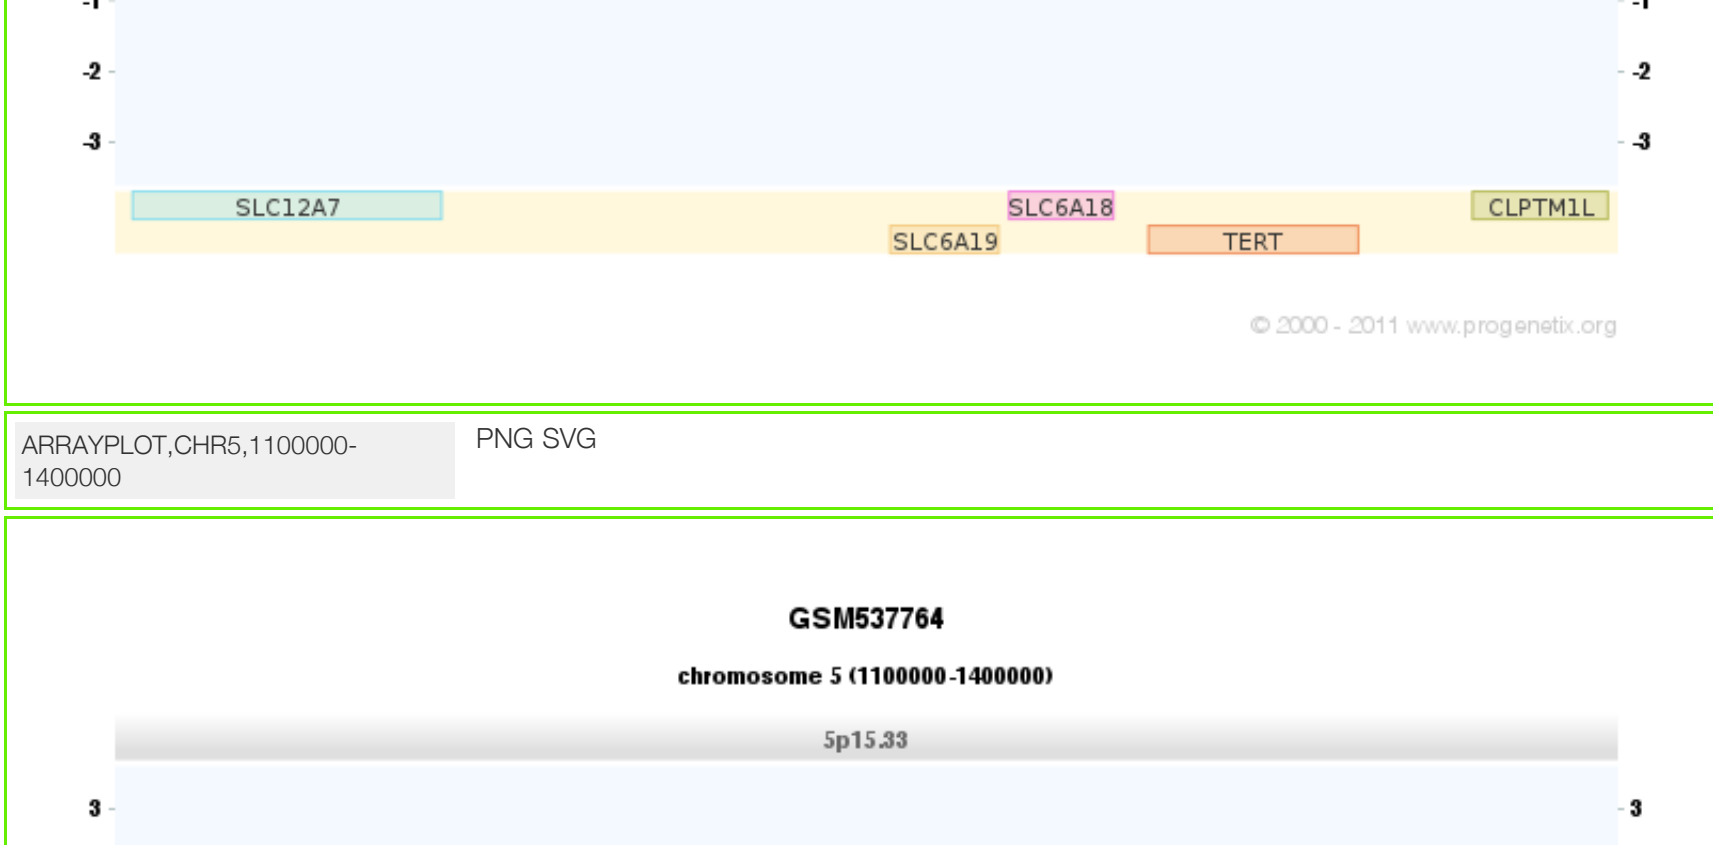 -1 -1
-2 -2
-3 -3
SLC12A7 SLC6A18 CLPTM1L
SLC6A19 TERT
© 2000 - 2011 www.progenetix.org
ARRAYPLOT,CHR5,1100000-
1400000
PNG SVG
GSM537764
chromosome 5 (1100000-1400000)
5p15.33
3 3